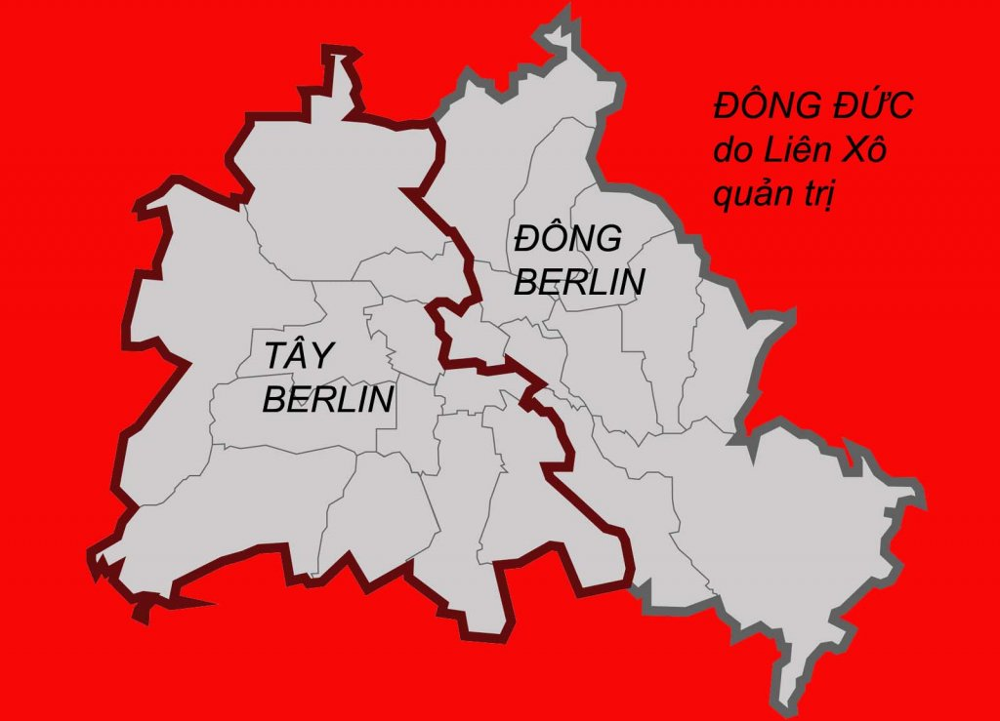 ĐÔNG ĐỨC
do Liên Xô
quản trị
ĐÔNG
BERLIN
TÂY
BERLIN